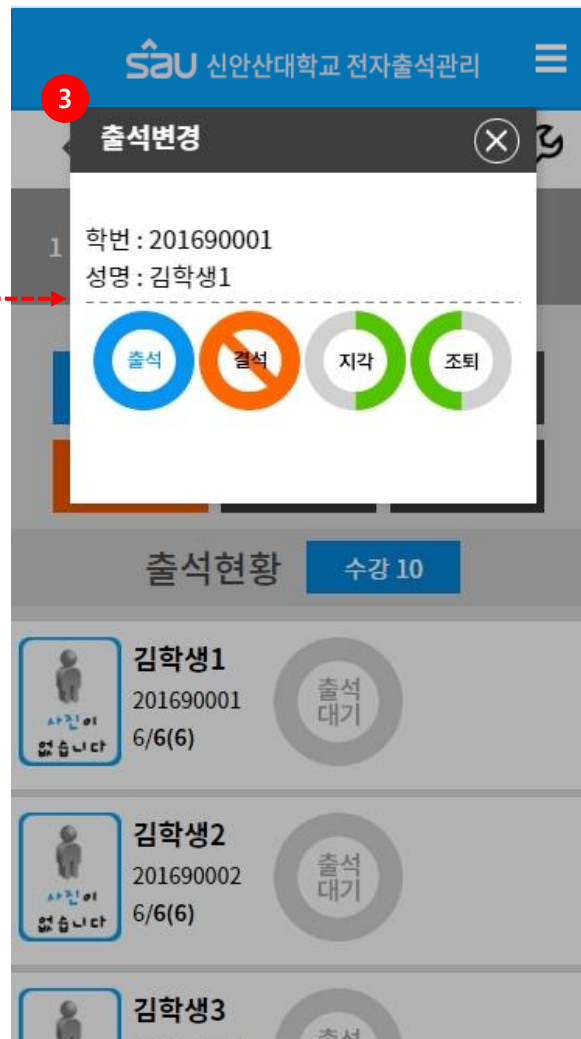 sau 신안산대학교 전자출석관리
3
출석변경
1
학번 : 201690001
성명 : 김학생1
출석 결석 지각 조퇴
출석현황 수강 10
김학생1
201690001
6/6(6)
사진이
없습니다
출석
대기
김학생2
201690002
6/6(6)
사진이
없습니다
출석
대기
김학생3